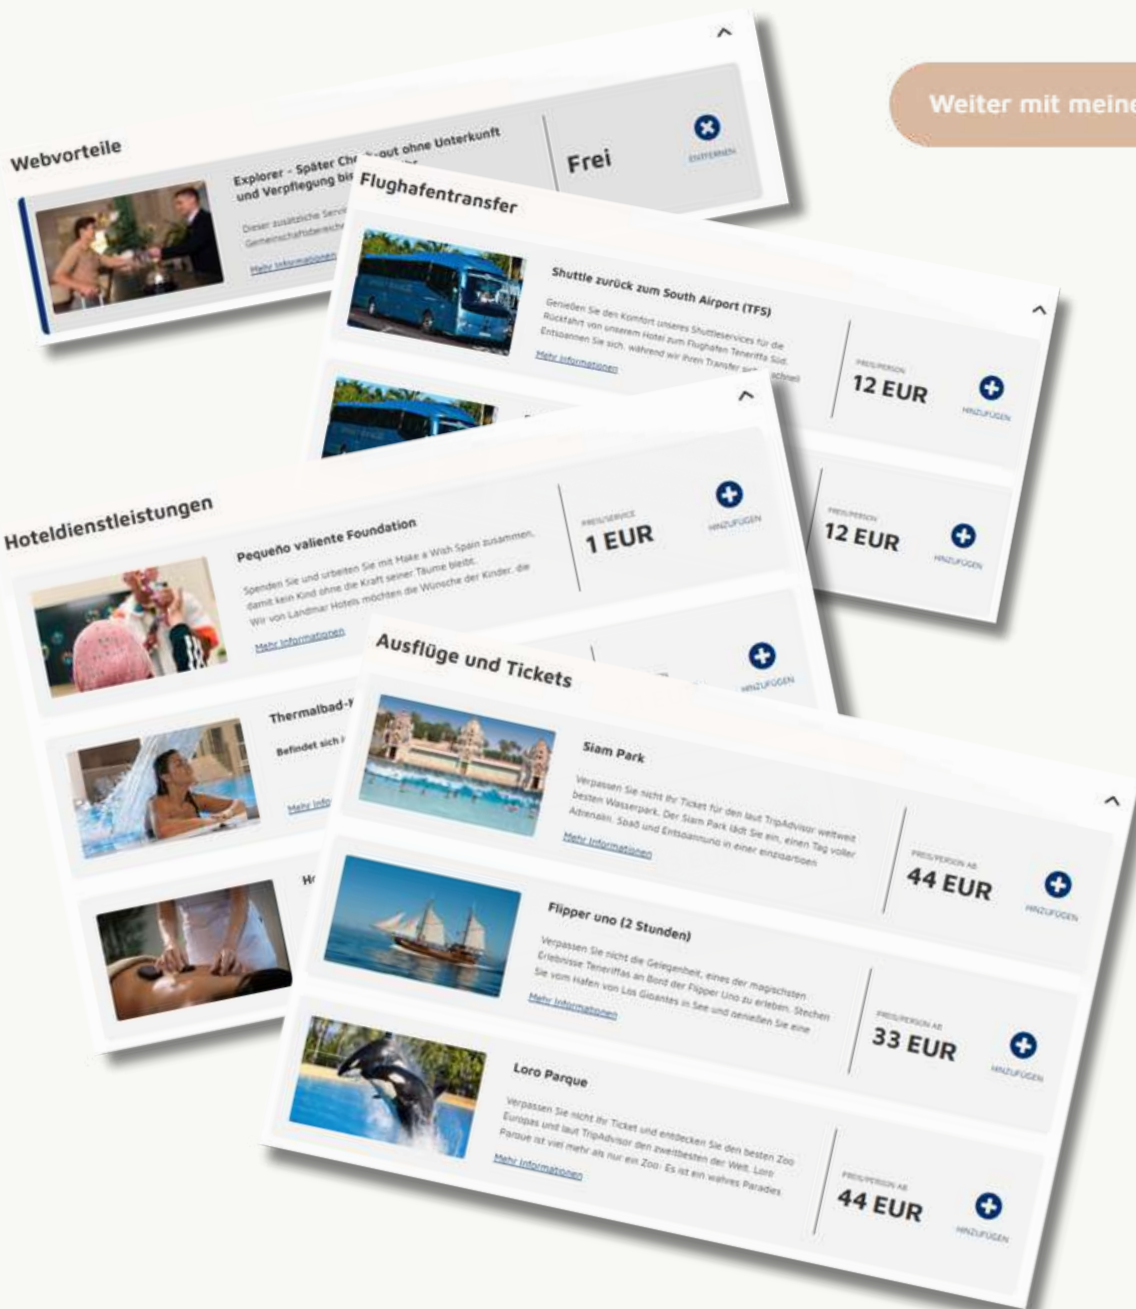 Weiter mit meine
Webvorteile
Explorer - Später Check-out ohne Unterkunft
und Verpflegung bis
Dieser zusätzliche Servi
Gemeinschaftsbereiche
Mehr Informationen
Frei
ENTFERNEN
Flughafentransfer
Shuttle zurück zum South Airport (TFS)
Genießen Sie den Komfort unseres Shuttleservices für die
Rückfahrt von unserem Hotel zum Flughafen Teneriffa Süd.
Entspannen Sie sich, während wir Ihren Transfer schnell
Mehr Informationen
PREIS/PERSON
12 EUR
HINZUFÜGEN
PREIS/PERSON
12 EUR
HINZUFÜGEN
Hoteldienstleistungen
Pequeño valiente Foundation
Spenden Sie und urbeiten Sie mit Make a Wish Spain zusammen,
damit kein Kind ohne die Kraft seiner Täume bleibt.
Wir von Landmar Hotels möchten die Wünsche der Kinder, die
Mehr Informationen
PREIS/SERVICE
1 EUR
HINZUFÜGEN
Thermalbad-
Befindet sich i
Mehr Info
HINZUFÜGEN
Ho
Ausflüge und Tickets
Siam Park
Verpassen Sie nicht Ihr Ticket für den laut TripAdvisor weltweit
besten Wasserpark. Der Siam Park lädt Sie ein, einen Tag voller
Adrenalin, Spaß und Entspannung in einer einzigartigen
Mehr Informationen
PREIS/PERSON AB
44 EUR
HINZUFÜGEN
Flipper uno (2 Stunden)
Verpassen Sie nicht die Gelegenheit, eines der magischsten
Erlebnisse Teneriffas an Bord der Flipper Uno zu erleben. Stechen
Sie vom Hafen von Los Gigantes in See und genießen Sie eine
Mehr Informationen
PREIS/PERSON AB
33 EUR
HINZUFÜGEN
Loro Parque
Verpassen Sie nicht Ihr Ticket und entdecken Sie den besten Zoo
Europas und laut TripAdvisor den zweitbesten der Welt. Loro
Parque ist viel mehr als nur ein Zoo: Es ist ein wahres Paradies
Mehr Informationen
PREIS/PERSON AB
44 EUR
HINZUFÜGEN